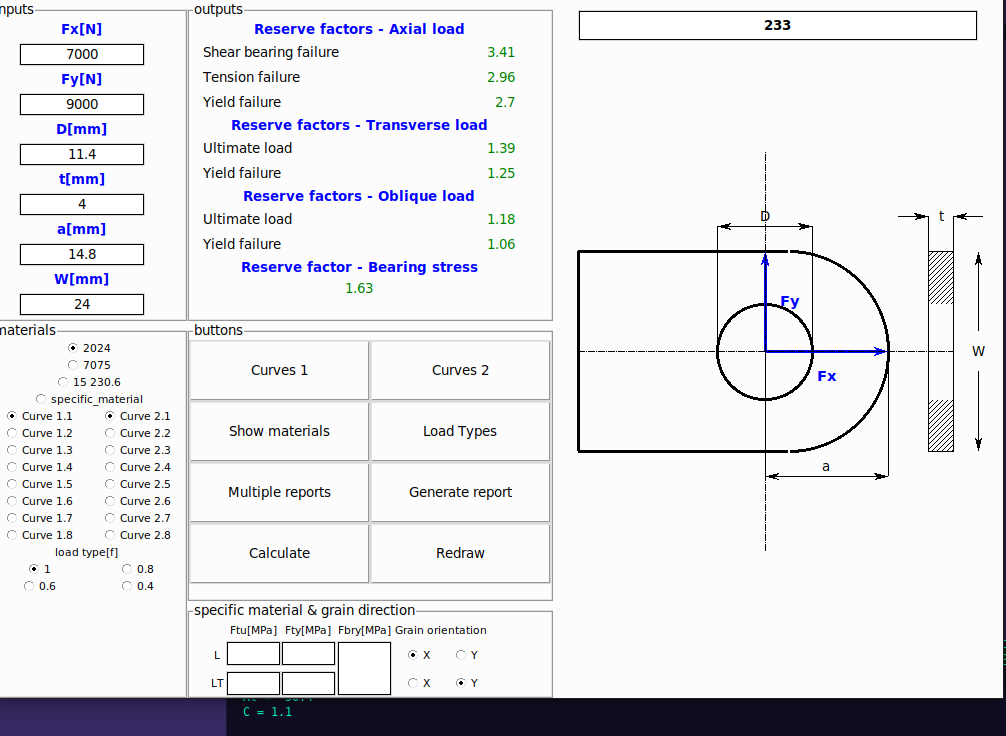 nputs
Fx[N]
7000
Fy[N]
9000
D[mm]
11.4
t[mm]
4
a[mm]
14.8
W[mm]
24
outputs
Reserve factors - Axial load
Shear bearing failure 3.41
Tension failure 2.96
Yield failure 2.7
Reserve factors - Transverse load
Ultimate load 1.39
Yield failure 1.25
Reserve factors - Oblique load
Ultimate load 1.18
Yield failure 1.06
Reserve factor - Bearing stress
1.63
233
D
t
Fy
W
Fx
a
materials
2024
7075
15 230.6
specific_material
Curve 1.1 Curve 2.1
Curve 1.2 Curve 2.2
Curve 1.3 Curve 2.3
Curve 1.4 Curve 2.4
Curve 1.5 Curve 2.5
Curve 1.6 Curve 2.6
Curve 1.7 Curve 2.7
Curve 1.8 Curve 2.8
load type[f]
1 0.8
0.6 0.4
buttons
Curves 1 Curves 2
Show materials Load Types
Multiple reports Generate report
Calculate Redraw
specific material & grain direction
Ftu[MPa] Fty[MPa] Fbry[MPa] Grain orientation
L X Y
LT X Y
C = 1.1